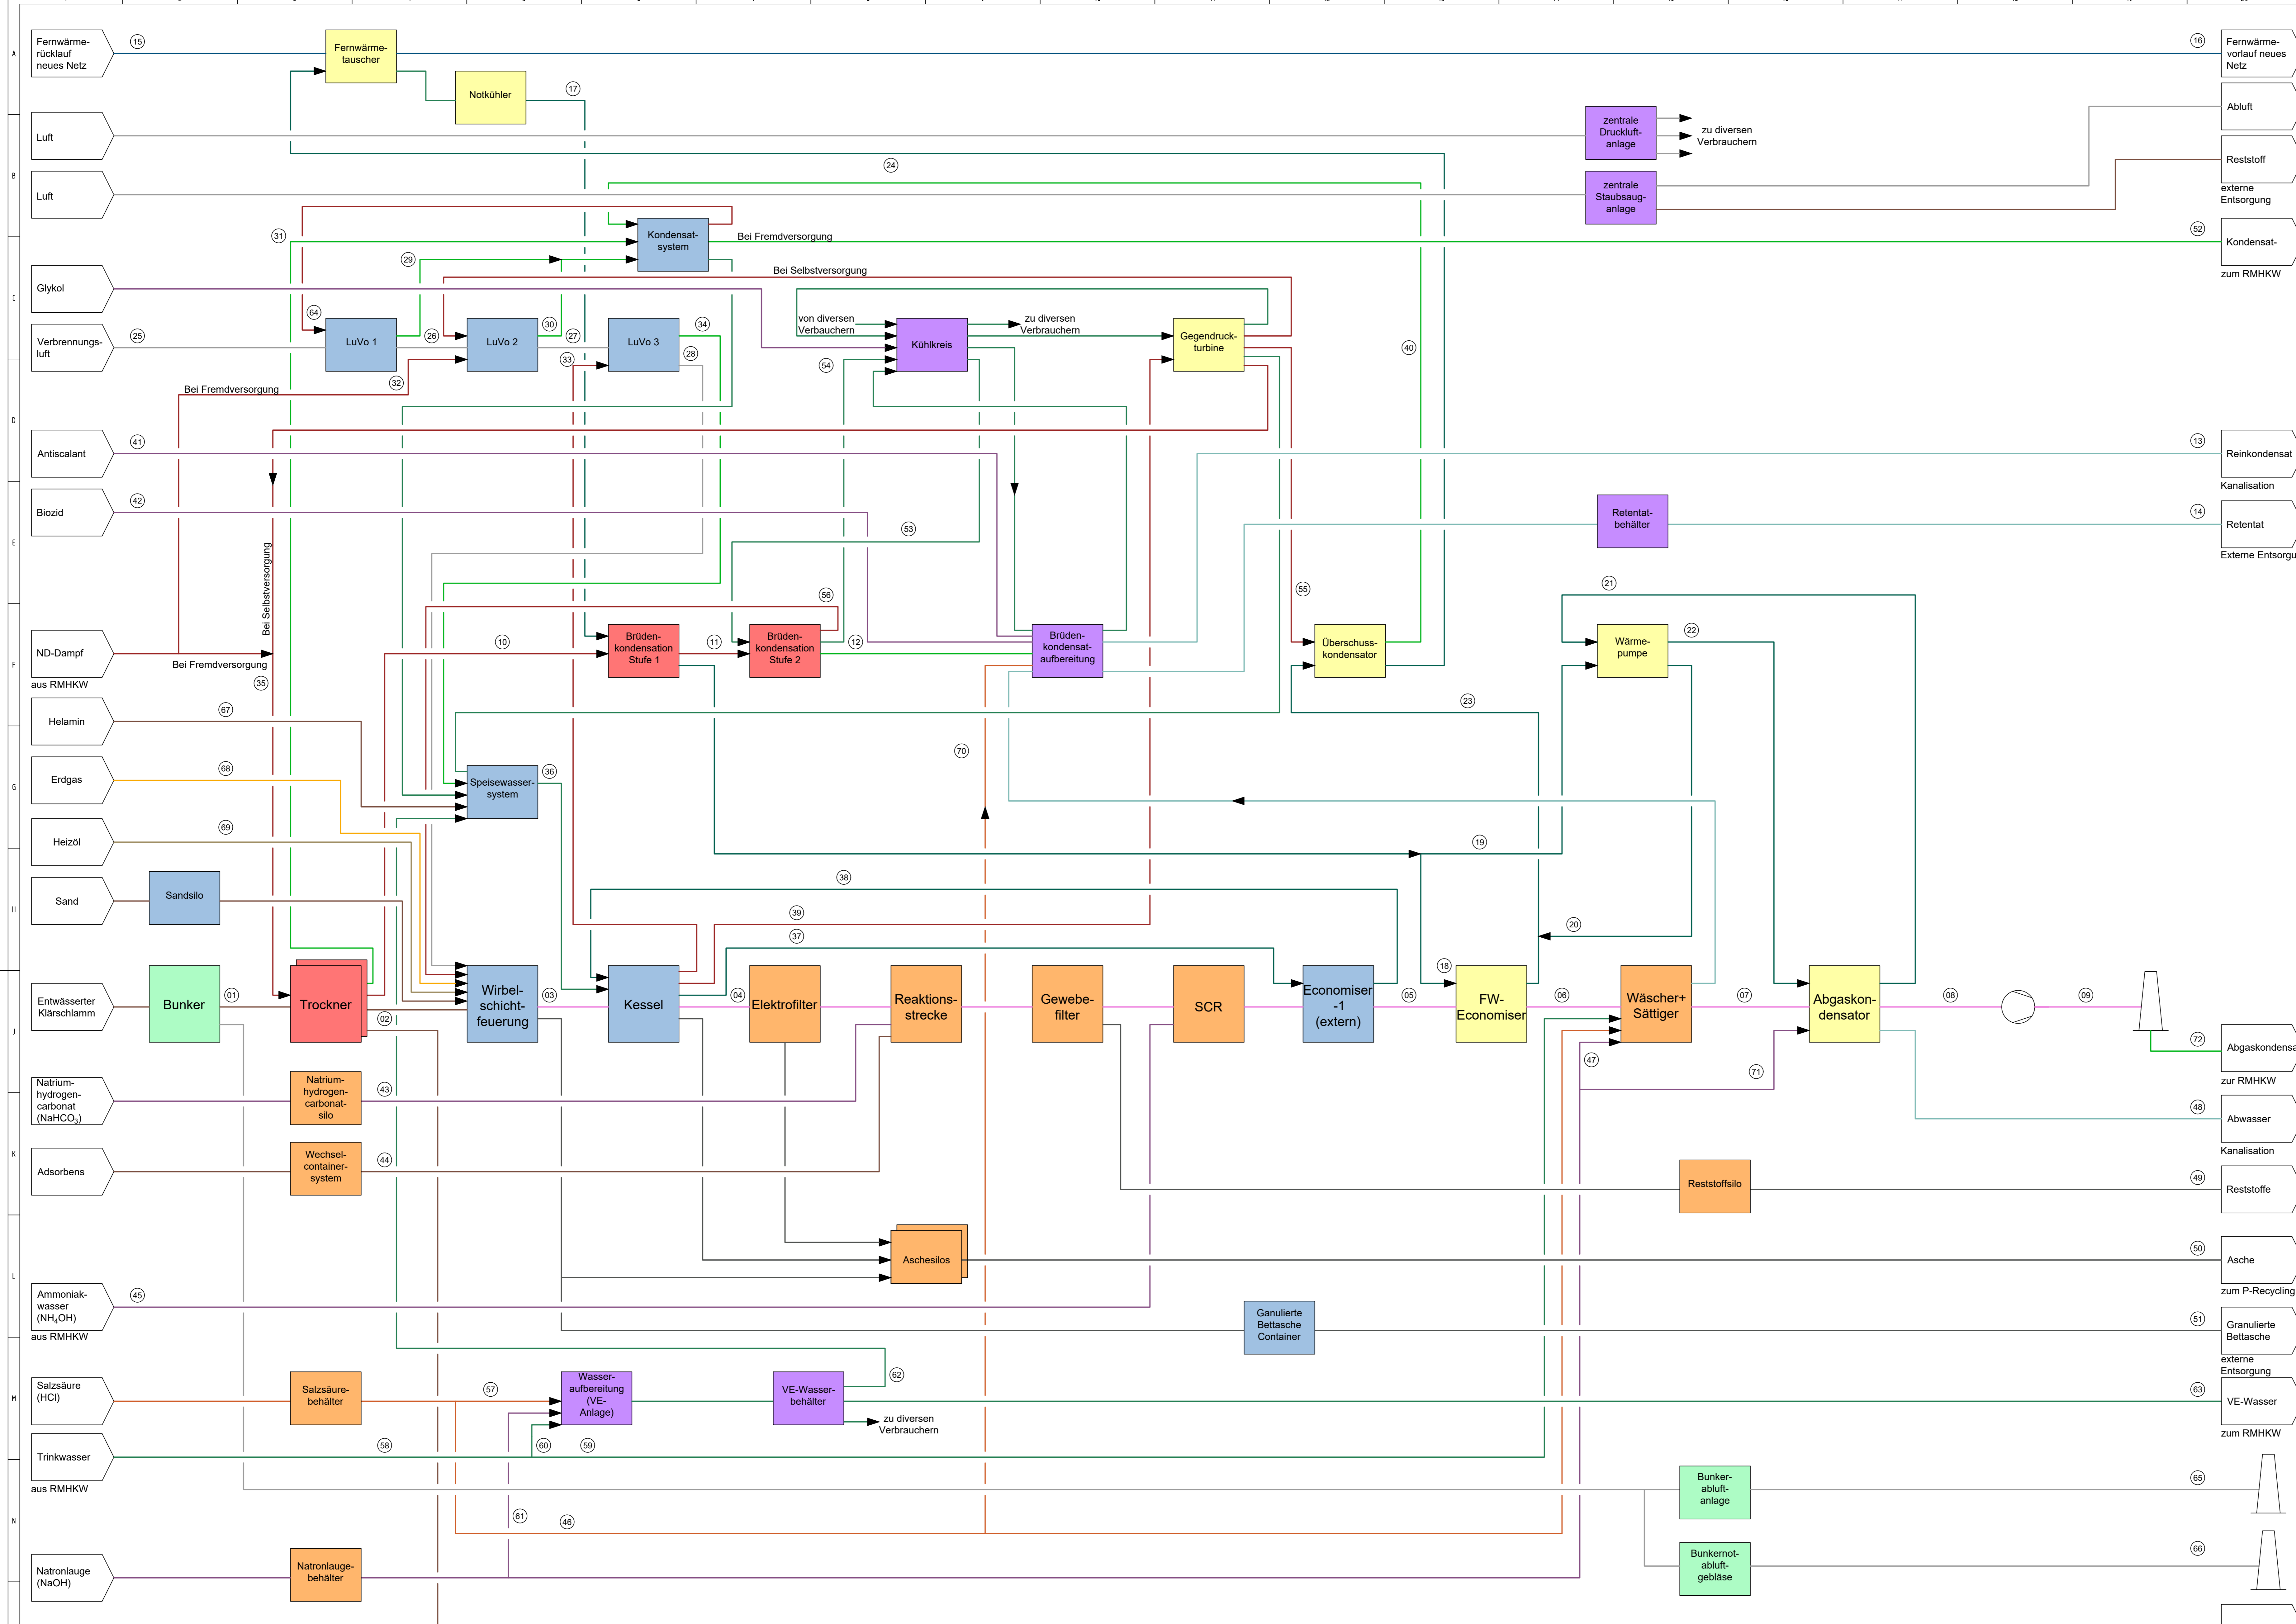 A
Fernwärme-
rücklauf
neues Netz
15
Fernwärme-
tauscher
Notkühler
17
16
Fernwärme-
vorlauf neues
Netz
Abluft
Luft
zentrale
Druckluft-
anlage
zu diversen
Verbrauchern
B
24
Reststoff
externe
Entsorgung
Luft
zentrale
Staubsaug-
anlage
31
29
Kondensat-
system
Bei Fremdversorgung
52
Kondensat-
zum RMHKW
Bei Selbstversorgung
C
Glykol
64
26
30
27
34
28
33
32
von diversen
Verbauchern
zu diversen
Verbrauchern
54
Verbrennungs-
luft
25
LuVo 1
LuVo 2
LuVo 3
Kühlkreis
Gegendruck-
turbine
40
Bei Fremdversorgung
D
Antiscalant
41
13
Reinkondensat
Kanalisation
Biozid
42
53
Retentat-
behälter
14
Retentat
Externe Entsorgu
E
Bei Selbstversorgung
56
55
21
F
ND-Dampf
aus RMHKW
Bei Fremdversorgung
35
10
Brüden-
kondensation
Stufe 1
11
Brüden-
kondensation
Stufe 2
12
Brüden-
kondensat-
aufbereitung
Überschuss-
kondensator
Wärme-
pumpe
22
23
Helamin
67
70
G
Erdgas
68
Speisewasser-
system
36
Heizöl
69
19
38
H
Sand
Sandsilo
39
37
20
18
J
Entwässerter
Klärschlamm
Bunker
01
Trockner
02
Wirbel-
schicht-
feuerung
03
Kessel
04
Elektrofilter
Reaktions-
strecke
Gewebe-
filter
SCR
Economiser
-1
(extern)
05
FW-
Economiser
06
Wäscher+
Sättiger
07
Abgaskon-
densator
08
09
47
71
72
Abgaskondensa
zur RMHKW
Natrium-
hydrogen-
carbonat
(NaHCO3)
Natrium-
hydrogen-
carbonat-
silo
43
48
Abwasser
Kanalisation
K
Adsorbens
Wechsel-
container-
system
44
Reststoffsilo
49
Reststoffe
L
Aschesilos
50
Asche
zum P-Recycling
Ammoniak-
wasser
(NH4OH)
aus RMHKW
45
Ganulierte
Bettasche
Container
51
Granulierte
Bettasche
externe
Entsorgung
M
Salzsäure
(HCl)
Salzsäure-
behälter
57
Wasser-
aufbereitung
(VE-
Anlage)
VE-Wasser-
behälter
62
zu diversen
Verbrauchern
63
VE-Wasser
zum RMHKW
Trinkwasser
aus RMHKW
58
60
59
Bunker-
abluft-
anlage
65
N
61
46
Natronlauge
(NaOH)
Natronlauge-
behälter
Bunkernot-
abluft-
gebläse
66